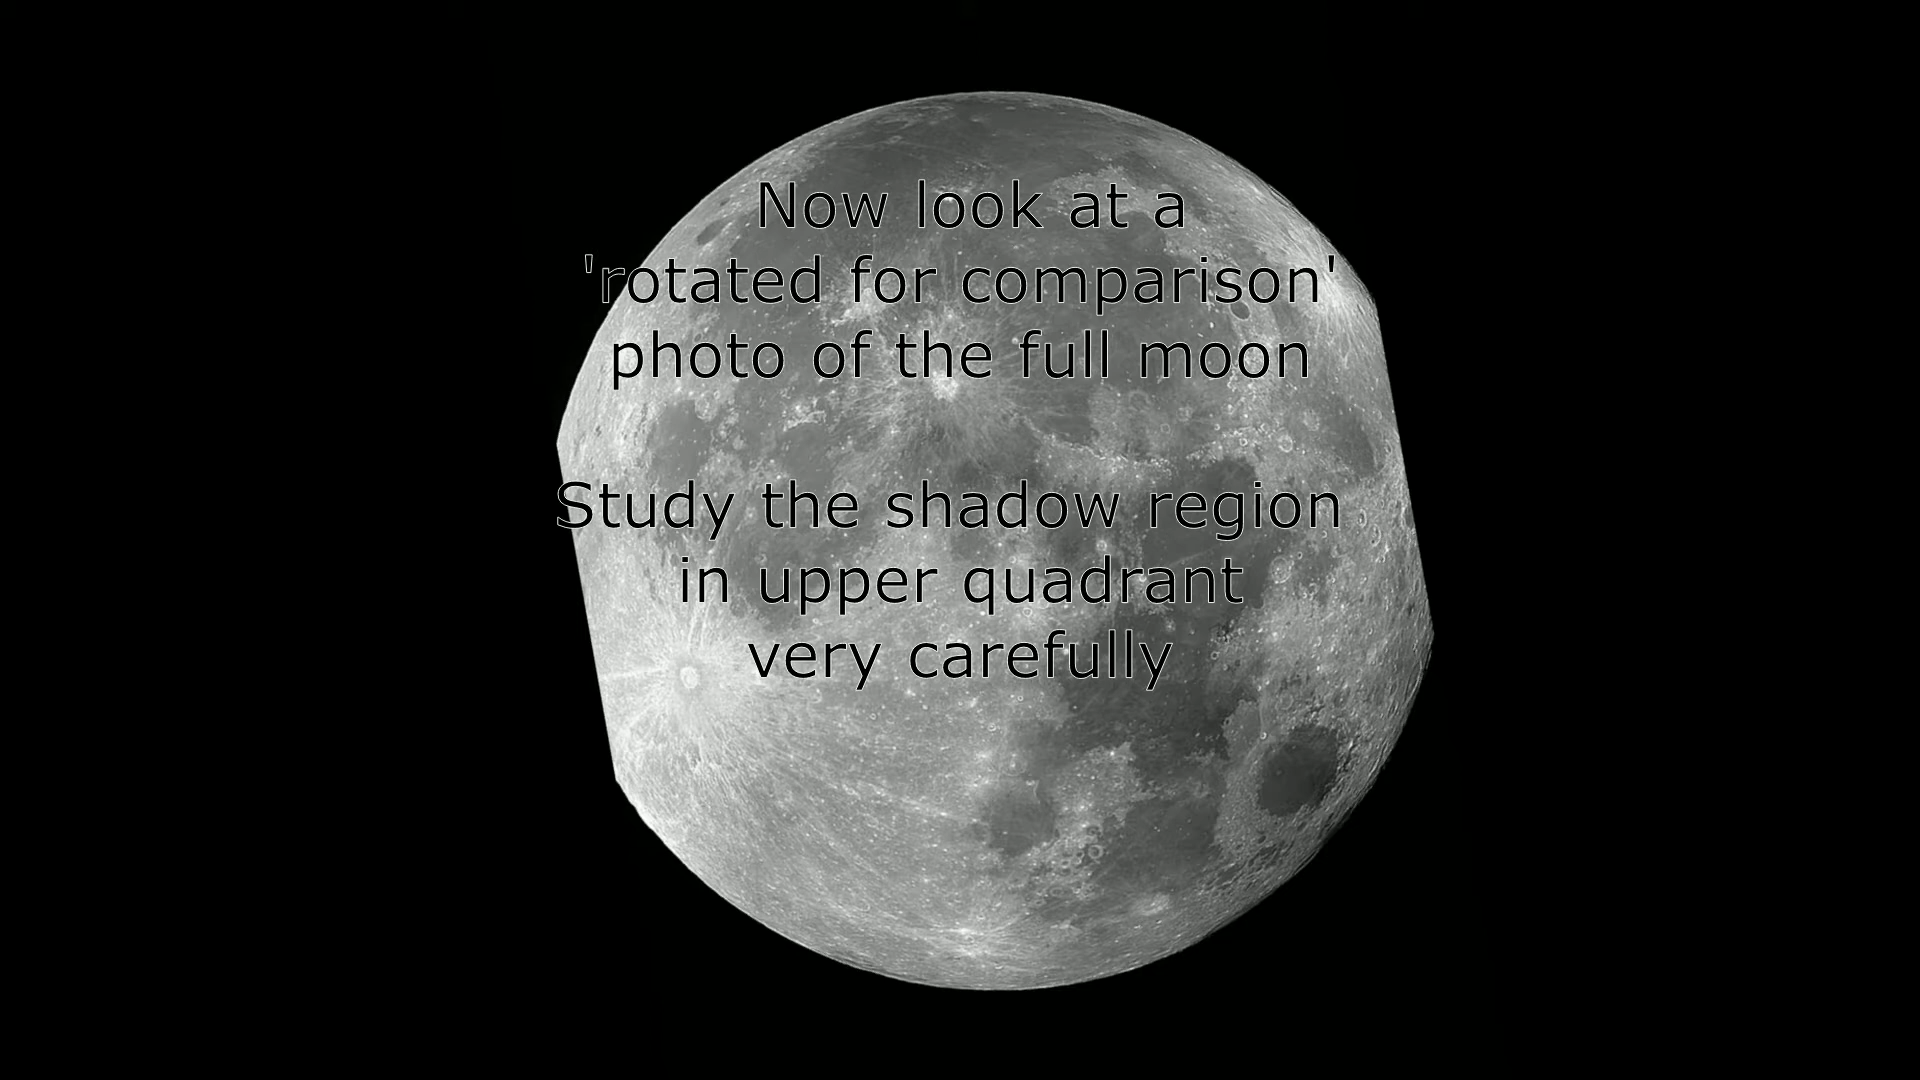 Now look at a
'rotated for comparison'
photo of the full moon
Study the shadow region
in upper quadrant
very carefully